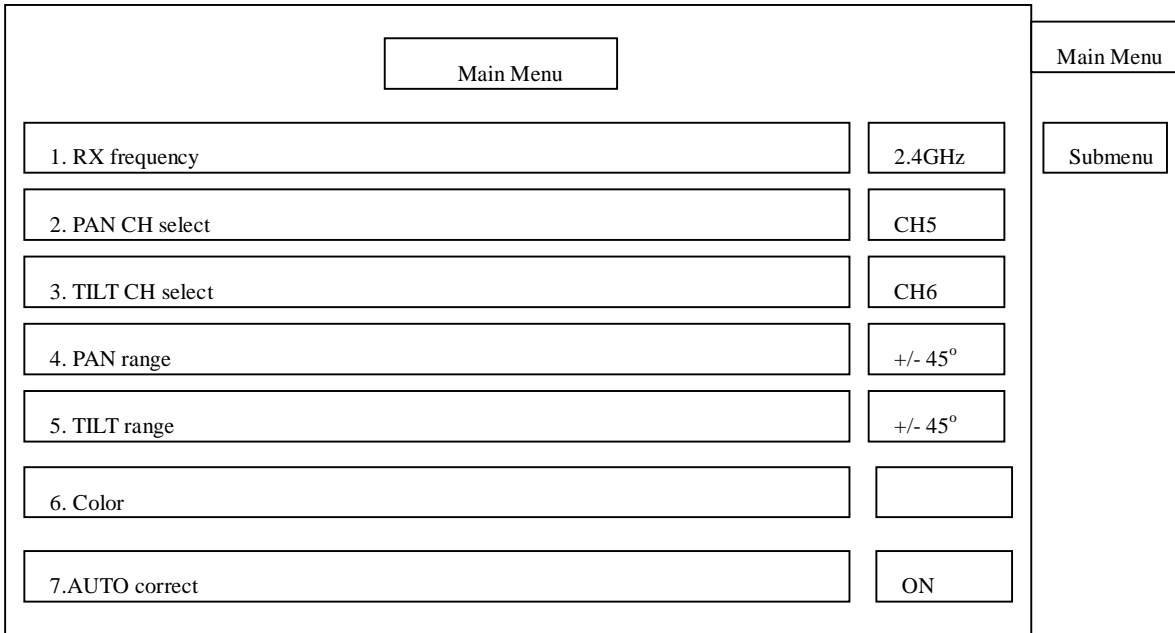 Main Menu
Main Menu
1. RX frequency 2.4GHz Submenu
2. PAN CH select CH5
3. TILT CH select CH6
4. PAN range +/- 45°
5. TILT range +/- 45°
6. Color
7.AUTO correct ON